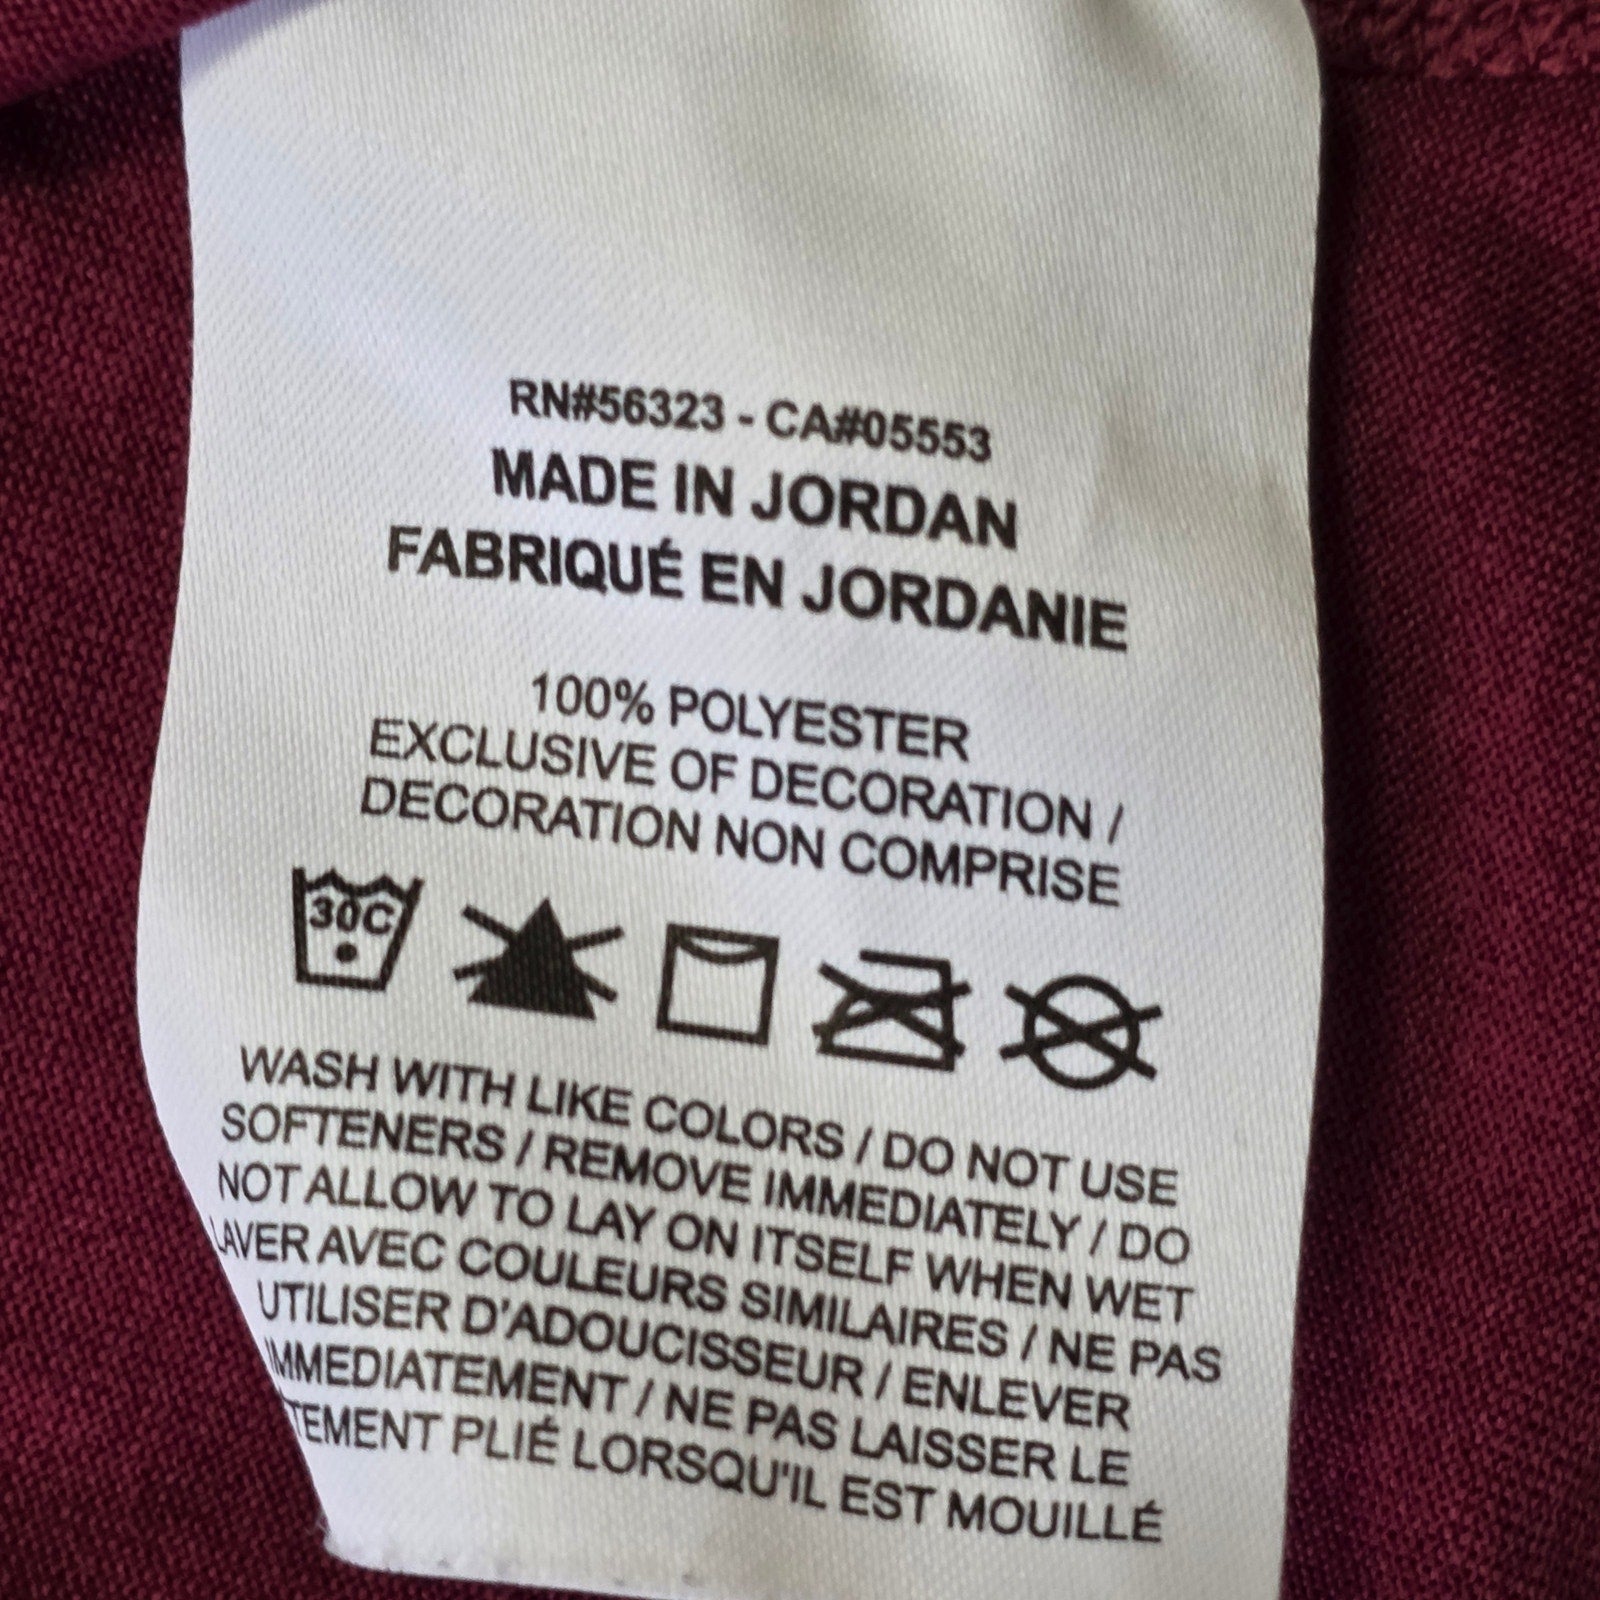 RN#56323 - CA#05553
MADE IN JORDAN
FABRIQUÉ EN JORDANIE
100% POLYESTER
EXCLUSIVE OF DECORATION /
DECORATION NON COMPRISE
30C
WASH WITH LIKE COLORS / DO NOT USE
SOFTENERS / REMOVE IMMEDIATELY / DO
NOT ALLOW TO LAY ON ITSELF WHEN WET
LAVER AVEC COULEURS SIMILAIRES / NE PAS
UTILISER D'ADOUCISSEUR / ENLEVER
IMMEDIATEMENT / NE PAS LAISSER LE
PLIÉ LORSQU'IL EST MOUILLÉ